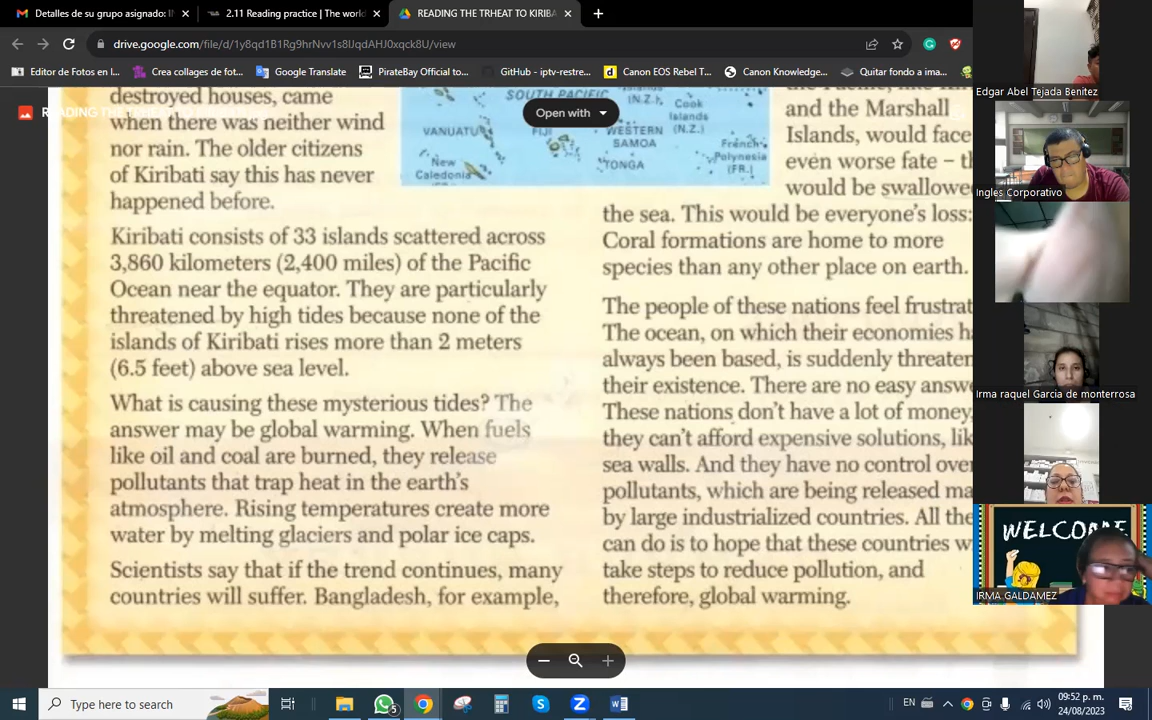 Detalles de su grupo asignado: I
2.11 Reading practice | The world
READING THE TRHEAT TO KIRIBA
drive.google.com/file/d/1y8qd1B1Rg9hrNvv1s8UqdAHJ0xqck8U/view
Editor de Fotos en l...
Crea collages de fot...
Google Translate
PirateBay Official to...
GitHub - iptv-restre...
Canon EOS Rebel T...
Canon Knowledge...
Quitar fondo a ima...
Open with
destroyed houses, came
when there was neither wind
nor rain. The older citizens
of Kiribati say this has never
happened before.
Kiribati consists of 33 islands scattered across
3,860 kilometers (2,400 miles) of the Pacific
Ocean near the equator. They are particularly
threatened by high tides because none of the
islands of Kiribati rises more than 2 meters
(6.5 feet) above sea level.
What is causing these mysterious tides? The
answer may be global warming. When fuels
like oil and coal are burned, they release
pollutants that trap heat in the earth's
atmosphere. Rising temperatures create more
water by melting glaciers and polar ice caps.
Scientists say that if the trend continues, many
countries will suffer. Bangladesh, for example,
SOUTH PACIFIC
(N.Z.)
Cook
Islands
(N.Z.)
VANUATU
FIJI
WESTERN
SAMOA
TONGA
French
Polynesia
(FR.)
New
Caledonia
and the Marshall
Islands, would face
even worse fate –
would be swallowe
the sea. This would be everyone's loss:
Coral formations are home to more
species than any other place on earth.
The people of these nations feel frustrat
The ocean, on which their economies h
always been based, is suddenly threaten
their existence. There are no easy answ
These nations don't have a lot of money,
they can't afford expensive solutions, lik
sea walls. And they have no control over
pollutants, which are being released ma
by large industrialized countries. All the
can do is to hope that these countries w
take steps to reduce pollution, and
therefore, global warming.
Edgar Abel Tejada Benitez
Ingles Corporativo
Irma raquel Garcia de monterrosa
WELCOME
IRMA GALDAMEZ
Type here to search
5
EN
09:52 p. m.
24/08/2023